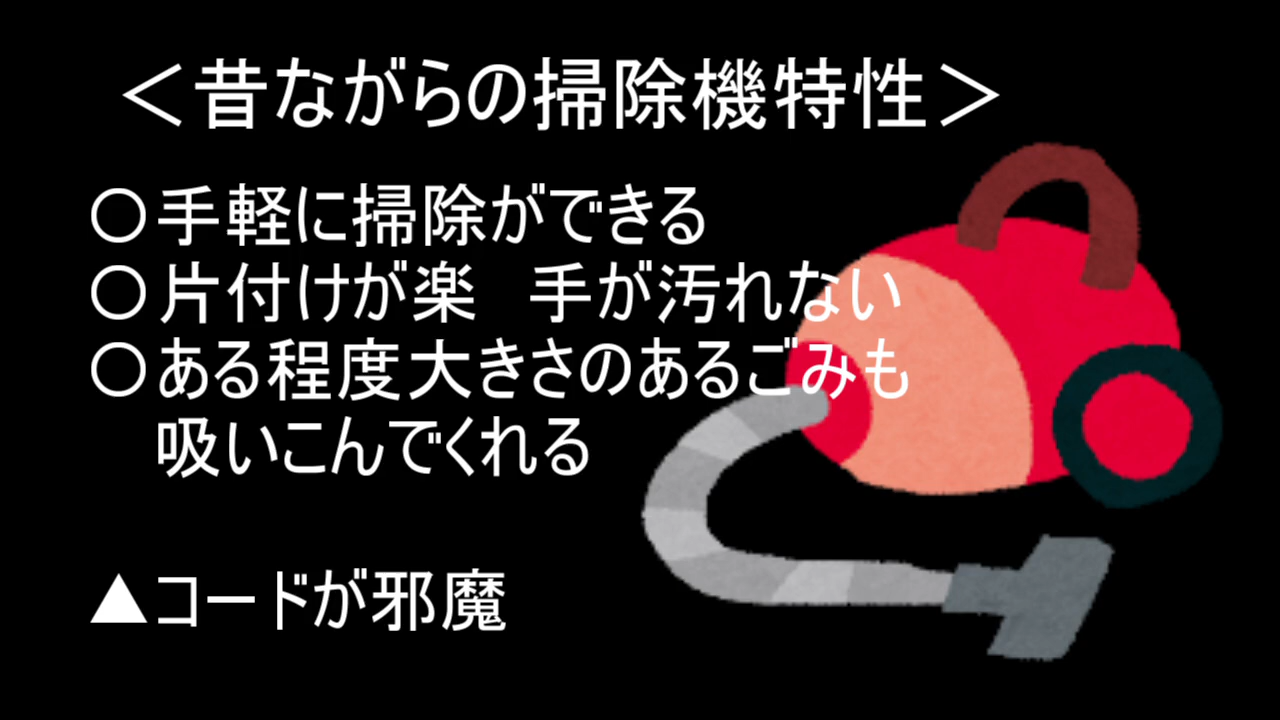 ＜昔ながらの掃除機特性＞
〇手軽に掃除ができる
〇片付けが楽　手が汚れない
〇ある程度大きさのあるごみも
吸いこんでくれる
▲コードが邪魔